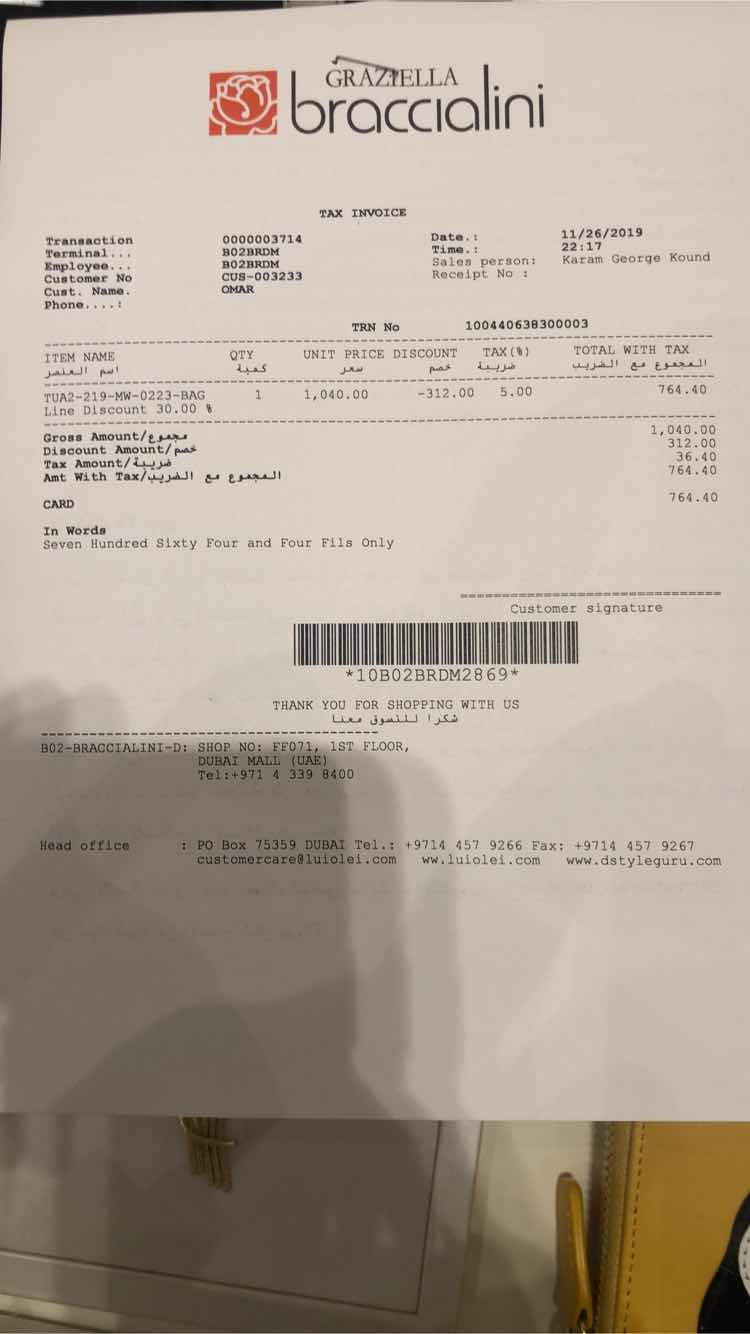 GRAZIELLA
braccialini
TAX INVOICE
Transaction 0000003714 Date.: 11/26/2019
Terminal... B02BRDM Time.: 22:17
Employee... B02BRDM Sales person: Karam George Kound
Customer No CUS-003233 Receipt No :
Cust. Name. OMAR
Phone....:
TRN No 100440638300003
ITEM NAME QTY UNIT PRICE DISCOUNT TAX(%) TOTAL WITH TAX
اسم العنصر كمية سعر خصم ضريبة المجموع مع الضريب
TUA2-219-MW-0223-BAG 1 1,040.00 -312.00 5.00 764.40
Line Discount 30.00 %
Gross Amount/مجموع 1,040.00
Discount Amount/خصم 312.00
Tax Amount/ضريبة 36.40
Amt With Tax/المجموع مع الضريب 764.40
CARD 764.40
In Words
Seven Hundred Sixty Four and Four Fils Only
Customer signature
*10B02BRDM2869*
THANK YOU FOR SHOPPING WITH US
شكرا للتسوق معنا
B02-BRACCIALINI-D: SHOP NO: FF071, 1ST FLOOR,
DUBAI MALL (UAE)
Tel:+971 4 339 8400
Head office : PO Box 75359 DUBAI Tel.: +9714 457 9266 Fax: +9714 457 9267
customercare@luiolei.com ww.luiolei.com www.dstyleguru.com